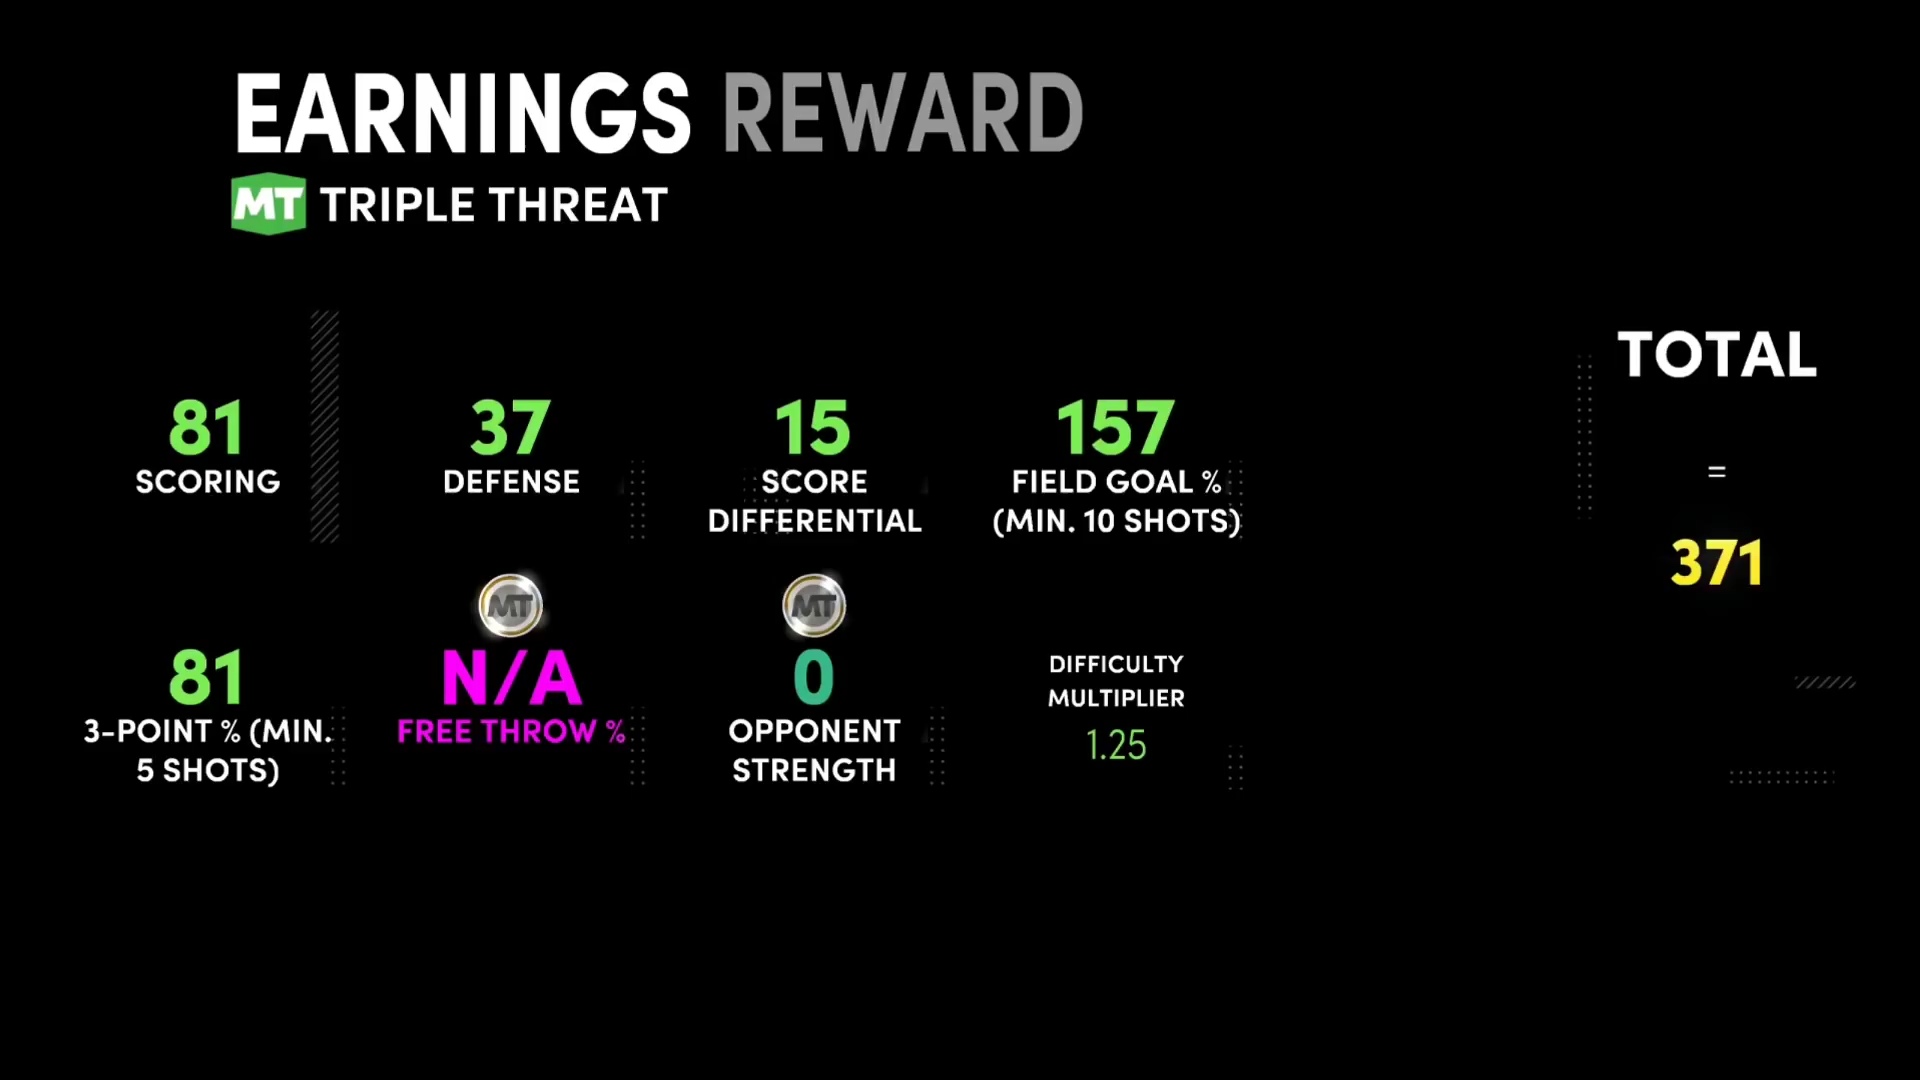 EARNINGS REWARD
MT TRIPLE THREAT
TOTAL
81
SCORING
37
DEFENSE
15
SCORE
DIFFERENTIAL
157
FIELD GOAL %
(MIN. 10 SHOTS)
=
371
81
3-POINT % (MIN.
5 SHOTS)
MT
N/A
FREE THROW %
MT
0
OPPONENT
STRENGTH
DIFFICULTY
MULTIPLIER
1.25